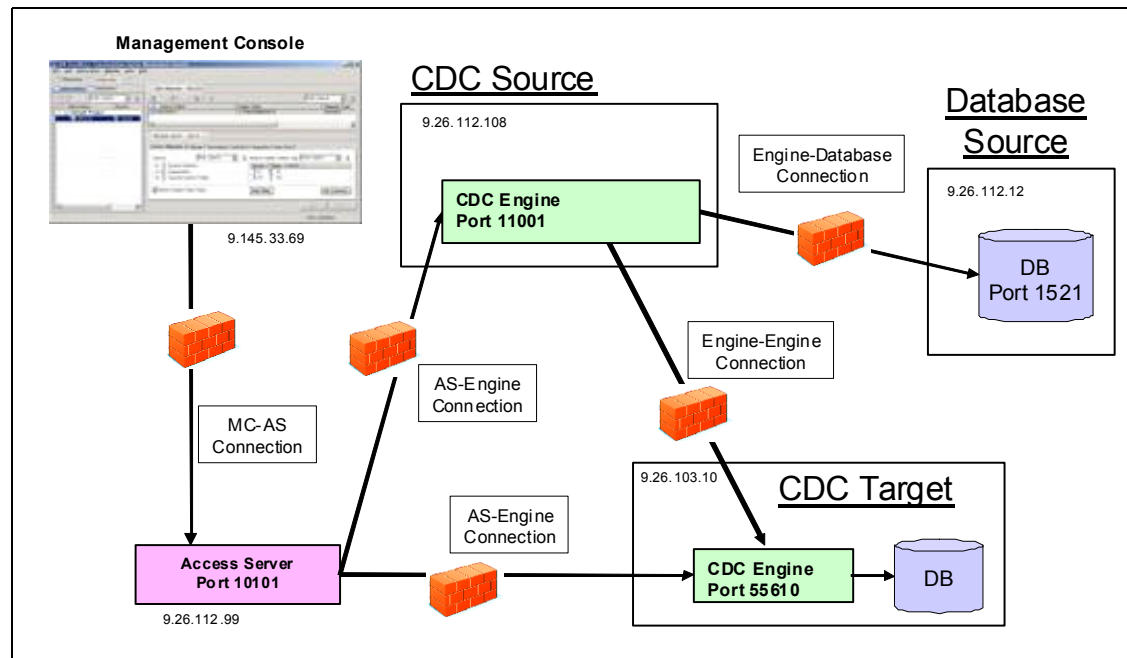 Management Console
9.145.33.69
CDC Source
9.26.112.108
CDC Engine
Port 11001
Engine-Database
Connection
Database
Source
9.26.112.12
DB
Port 1521
AS-Engine
Connection
Engine-Engine
Connection
MC-AS
Connection
AS-Engine
Connection
9.26.103.10
CDC Target
Access Server
Port 10101
9.26.112.99
CDC Engine
Port 55610
DB